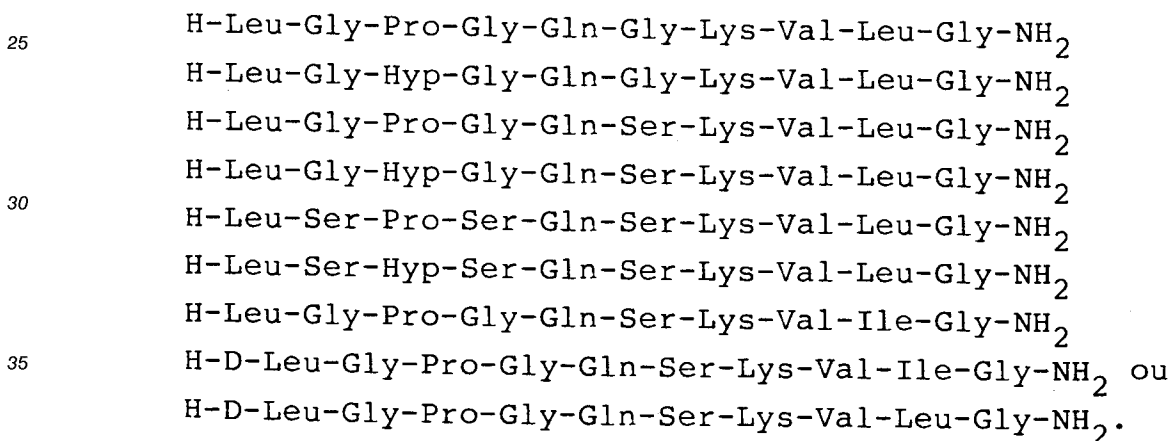 25 H-Leu-Gly-Pro-Gly-Gln-Gly-Lys-Val-Leu-Gly-NH2
H-Leu-Gly-Hyp-Gly-Gln-Gly-Lys-Val-Leu-Gly-NH2
H-Leu-Gly-Pro-Gly-Gln-Ser-Lys-Val-Leu-Gly-NH2
H-Leu-Gly-Hyp-Gly-Gln-Ser-Lys-Val-Leu-Gly-NH2
30 H-Leu-Ser-Pro-Ser-Gln-Ser-Lys-Val-Leu-Gly-NH2
H-Leu-Ser-Hyp-Ser-Gln-Ser-Lys-Val-Leu-Gly-NH2
H-Leu-Gly-Pro-Gly-Gln-Ser-Lys-Val-Ile-Gly-NH2
35 H-D-Leu-Gly-Pro-Gly-Gln-Ser-Lys-Val-Ile-Gly-NH2 ou
H-D-Leu-Gly-Pro-Gly-Gln-Ser-Lys-Val-Leu-Gly-NH2.